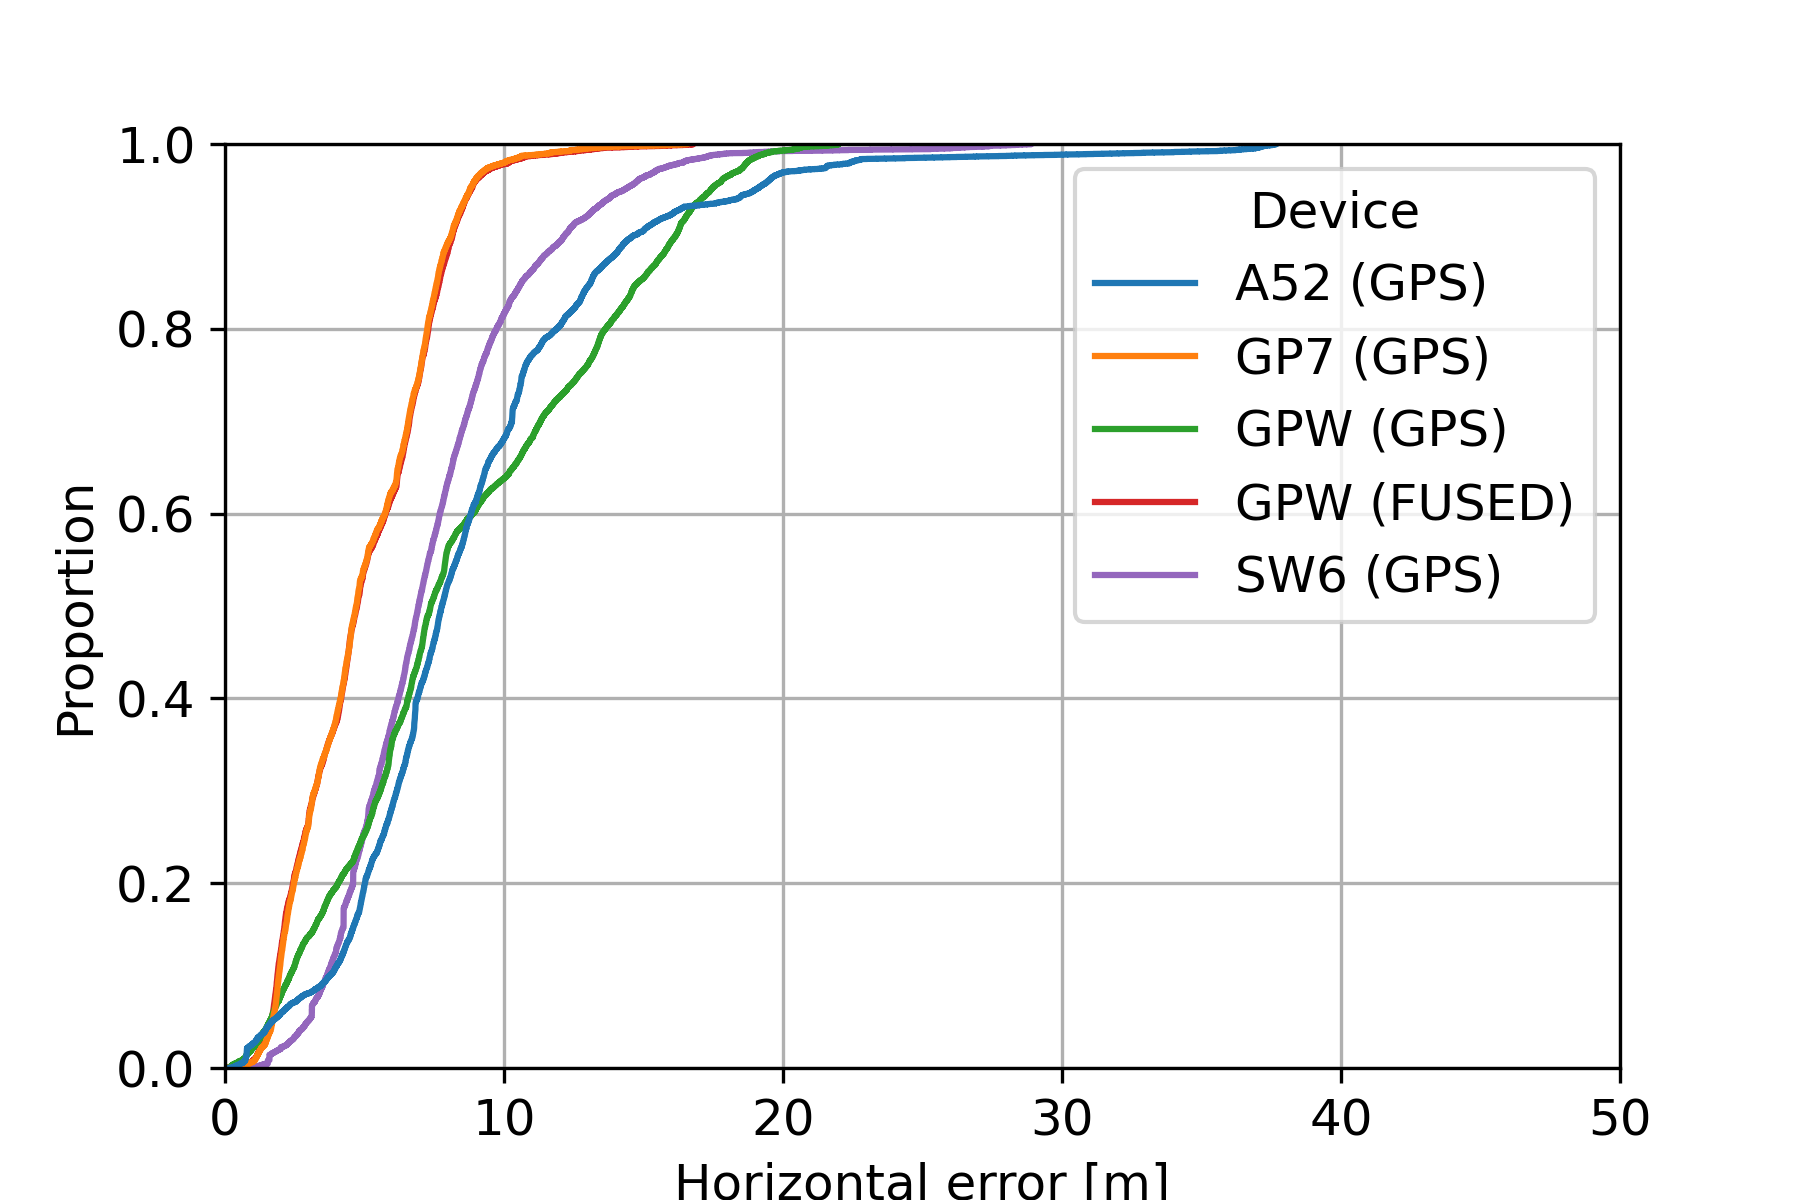 1.0
0.8
0.6
0.4
0.2
0.0
Proportion
0 10 20 30 40 50
Horizontal error [m]
Device
A52 (GPS)
GP7 (GPS)
GPW (GPS)
GPW (FUSED)
SW6 (GPS)